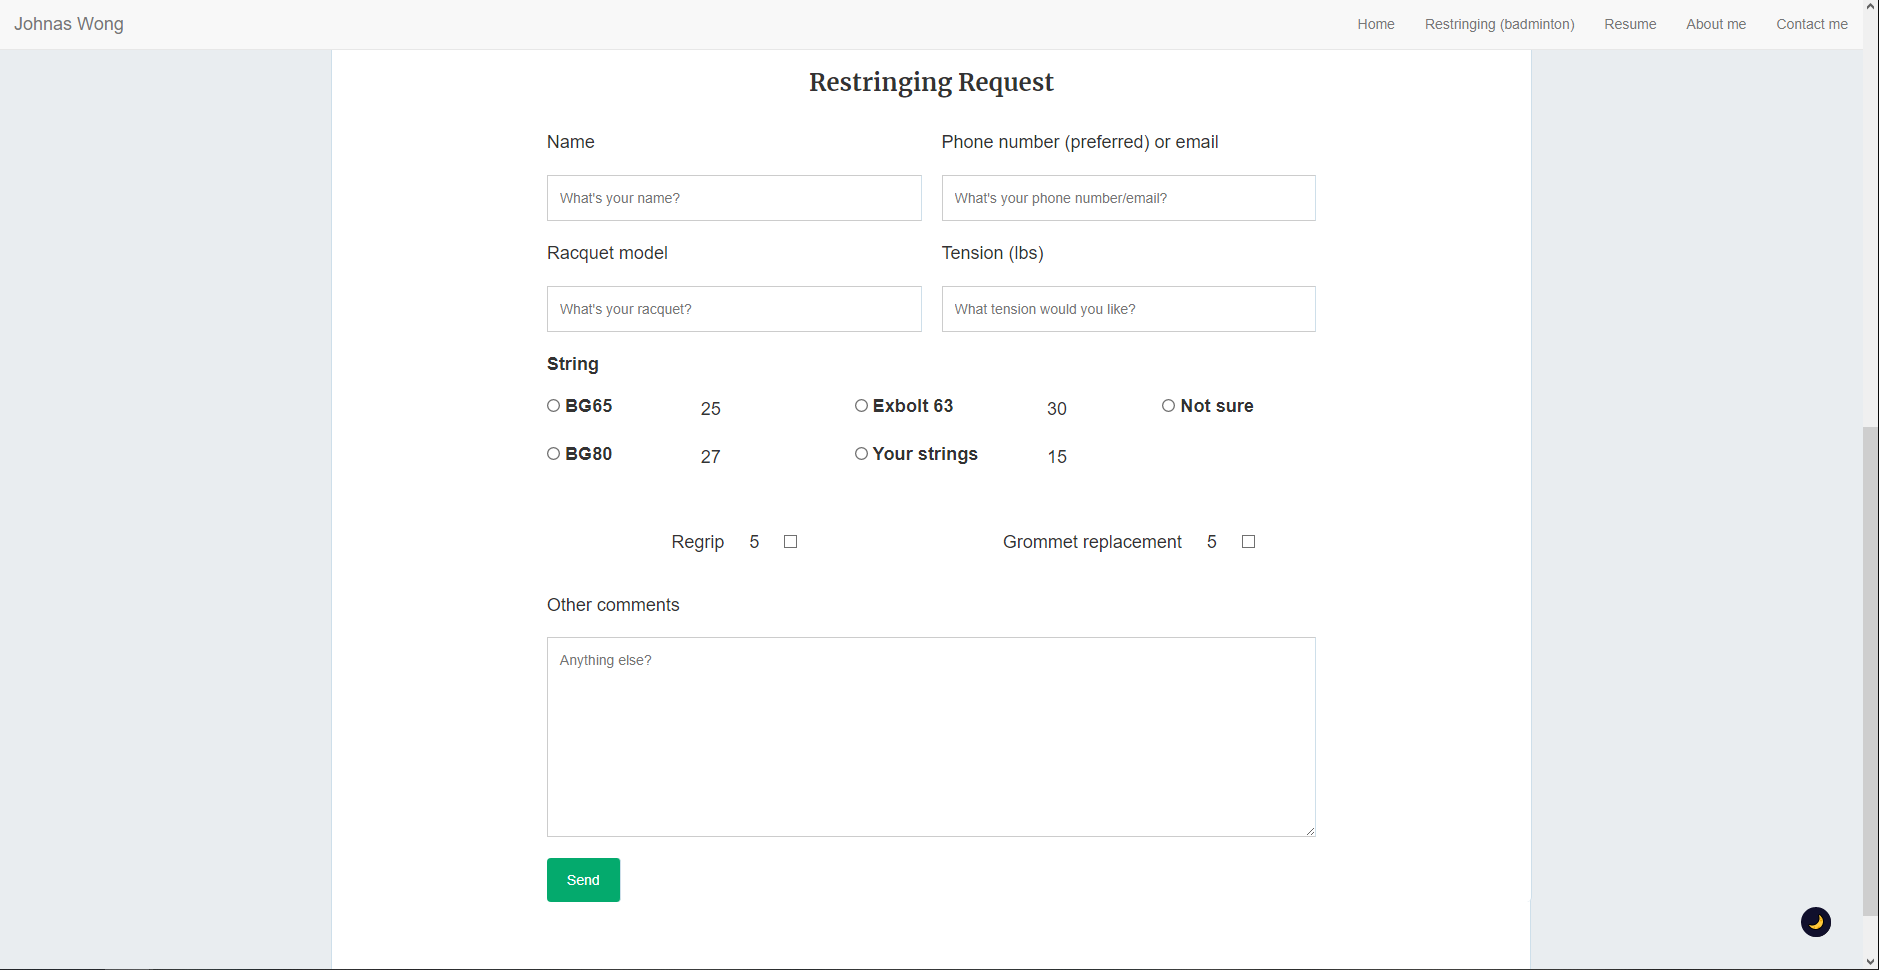 Johnas Wong Home Restringing (badminton) Resume About me Contact me
Restringing Request
Name Phone number (preferred) or email
What's your name? What's your phone number/email?
Racquet model Tension (lbs)
What's your racquet? What tension would you like?
String
BG65 25 Exbolt 63 30 Not sure
BG80 27 Your strings 15
Regrip 5 Grommet replacement 5
Other comments
Anything else?
Send